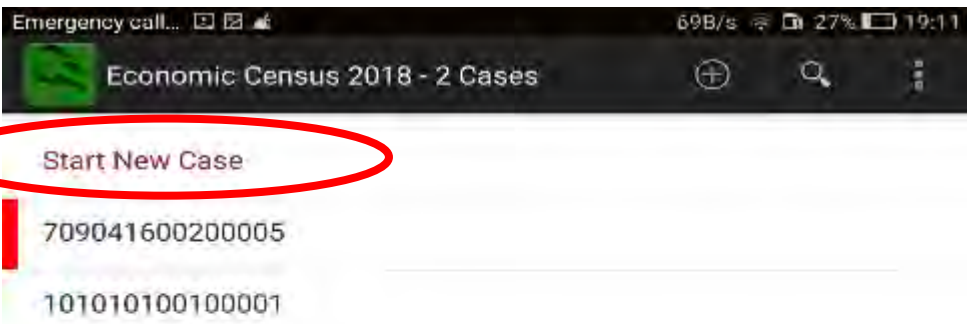 Emergency call... 69B/s 27% 19:11
Economic Census 2018 - 2 Cases
Start New Case
709041600200005
101010100100001